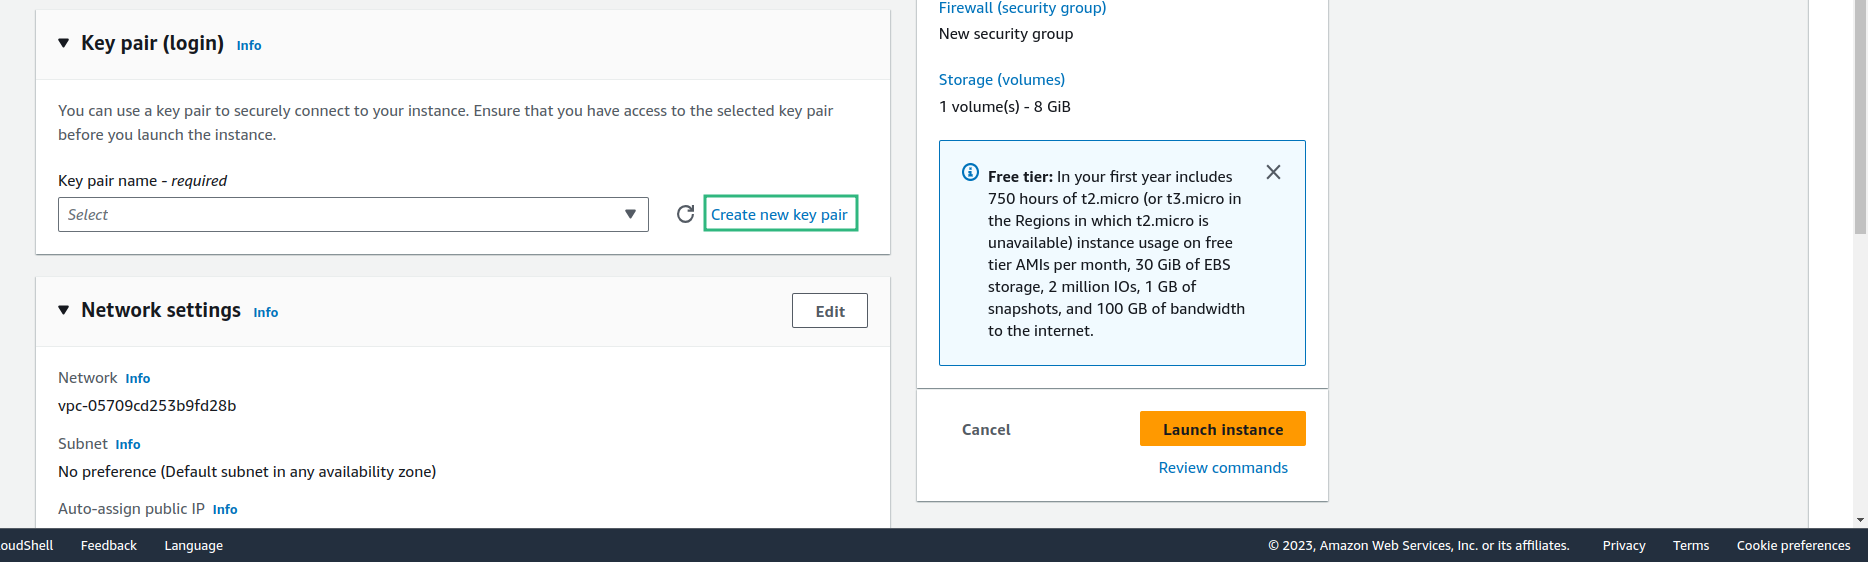 Key pair (login) Info
You can use a key pair to securely connect to your instance. Ensure that you have access to the selected key pair
before you launch the instance.
Key pair name - required
Select
Create new key pair
Network settings Info
Edit
Network Info
vpc-05709cd253b9fd28b
Subnet Info
No preference (Default subnet in any availability zone)
Auto-assign public IP Info
Firewall (security group)
New security group
Storage (volumes)
1 volume(s) - 8 GiB
Free tier: In your first year includes
750 hours of t2.micro (or t3.micro in
the Regions in which t2.micro is
unavailable) instance usage on free
tier AMIs per month, 30 GiB of EBS
storage, 2 million IOs, 1 GB of
snapshots, and 100 GB of bandwidth
to the internet.
Cancel
Launch instance
Review commands
oudShell Feedback Language
© 2023, Amazon Web Services, Inc. or its affiliates. Privacy Terms Cookie preferences